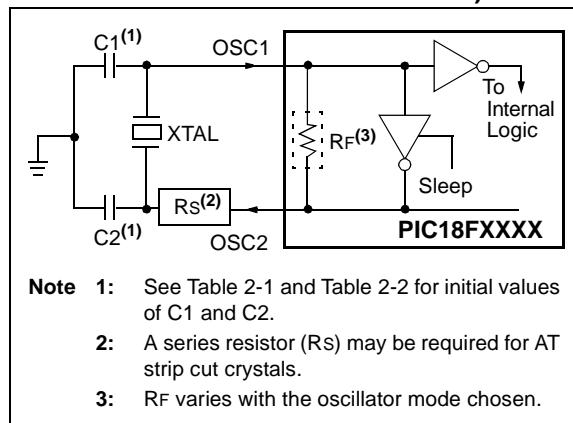 C1(1)
OSC1
To
Internal
Logic
XTAL
RF(3)
Sleep
RS(2)
C2(1)
OSC2
PIC18FXXXX
Note 1: See Table 2-1 and Table 2-2 for initial values
of C1 and C2.
2: A series resistor (RS) may be required for AT
strip cut crystals.
3: RF varies with the oscillator mode chosen.